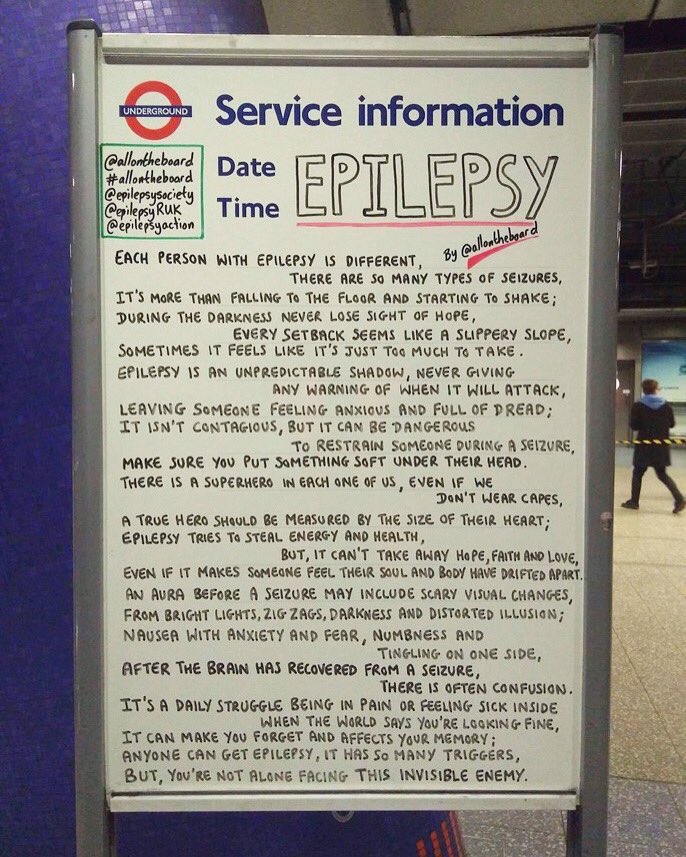 UNDERGROUND
Service information
@allontheboard
#allontheboard
@epilepsysociety
@epilepsyRUK
@epilepsyaction
Date
Time
EPILEPSY
By @allontheboard
EACH PERSON WITH EPILEPSY IS DIFFERENT,
THERE ARE SO MANY TYPES OF SEIZURES,
IT'S MORE THAN FALLING TO THE FLOOR AND STARTING TO SHAKE;
DURING THE DARKNESS NEVER LOSE SIGHT OF HOPE,
EVERY SETBACK SEEMS LIKE A SLIPPERY SLOPE,
SOMETIMES IT FEELS LIKE IT'S JUST TOO MUCH TO TAKE.
EPILEPSY IS AN UNPREDICTABLE SHADOW, NEVER GIVING
ANY WARNING OF WHEN IT WILL ATTACK,
LEAVING SOMEONE FEELING ANXIOUS AND FULL OF DREAD;
IT ISN'T CONTAGIOUS, BUT IT CAN BE DANGEROUS
TO RESTRAIN SOMEONE DURING A SEIZURE,
MAKE SURE YOU PUT SOMETHING SOFT UNDER THEIR HEAD.
THERE IS A SUPERHERO IN EACH ONE OF US, EVEN IF WE
DON'T WEAR CAPES,
A TRUE HERO SHOULD BE MEASURED BY THE SIZE OF THEIR HEART;
EPILEPSY TRIES TO STEAL ENERGY AND HEALTH,
BUT, IT CAN'T TAKE AWAY HOPE, FAITH AND LOVE,
EVEN IF IT MAKES SOMEONE FEEL THEIR SOUL AND BODY HAVE DRIFTED APART.
AN AURA BEFORE A SEIZURE MAY INCLUDE SCARY VISUAL CHANGES,
FROM BRIGHT LIGHTS, ZIG ZAGS, DARKNESS AND DISTORTED ILLUSION;
NAUSEA WITH ANXIETY AND FEAR, NUMBNESS AND
TINGLING ON ONE SIDE,
AFTER THE BRAIN HAS RECOVERED FROM A SEIZURE,
THERE IS OFTEN CONFUSION.
IT'S A DAILY STRUGGLE BEING IN PAIN OR FEELING SICK INSIDE
WHEN THE WORLD SAYS YOU'RE LOOKING FINE,
IT CAN MAKE YOU FORGET AND AFFECTS YOUR MEMORY;
ANYONE CAN GET EPILEPSY, IT HAS SO MANY TRIGGERS,
BUT, YOU'RE NOT ALONE FACING THIS INVISIBLE ENEMY.